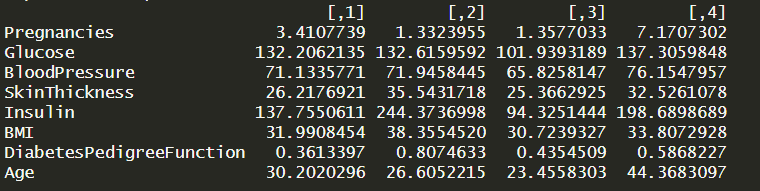 [,1] [,2] [,3] [,4]
Pregnancies 3.4107739 1.3323955 1.3577033 7.1707302
Glucose 132.2062135 132.6159592 101.9393189 137.3059848
BloodPressure 71.1335771 71.9458445 65.8258147 76.1547957
SkinThickness 26.2176921 35.5431718 25.3662925 32.5261078
Insulin 137.7550611 244.3736998 94.3251444 198.6898689
BMI 31.9908454 38.3554520 30.7239327 33.8072928
DiabetesPedigreeFunction 0.3613397 0.8074633 0.4354509 0.5868227
Age 30.2020296 26.6052215 23.4558303 44.3683097